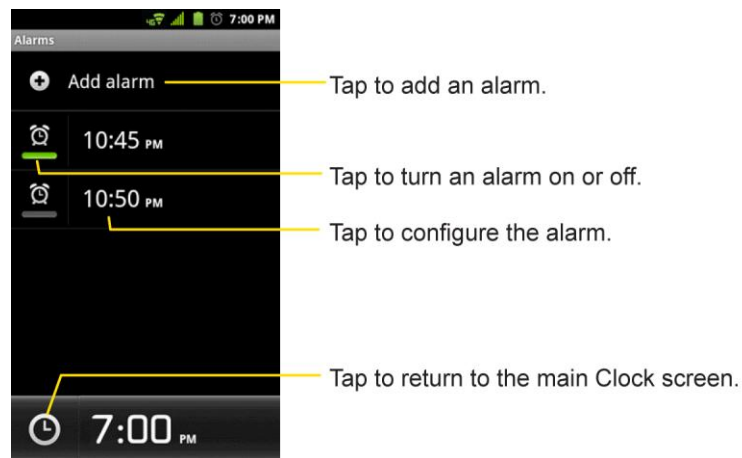 4G 7:00 PM
Alarms
Add alarm
Tap to add an alarm.
10:45 PM
Tap to turn an alarm on or off.
10:50 PM
Tap to configure the alarm.
Tap to return to the main Clock screen.
7:00 PM